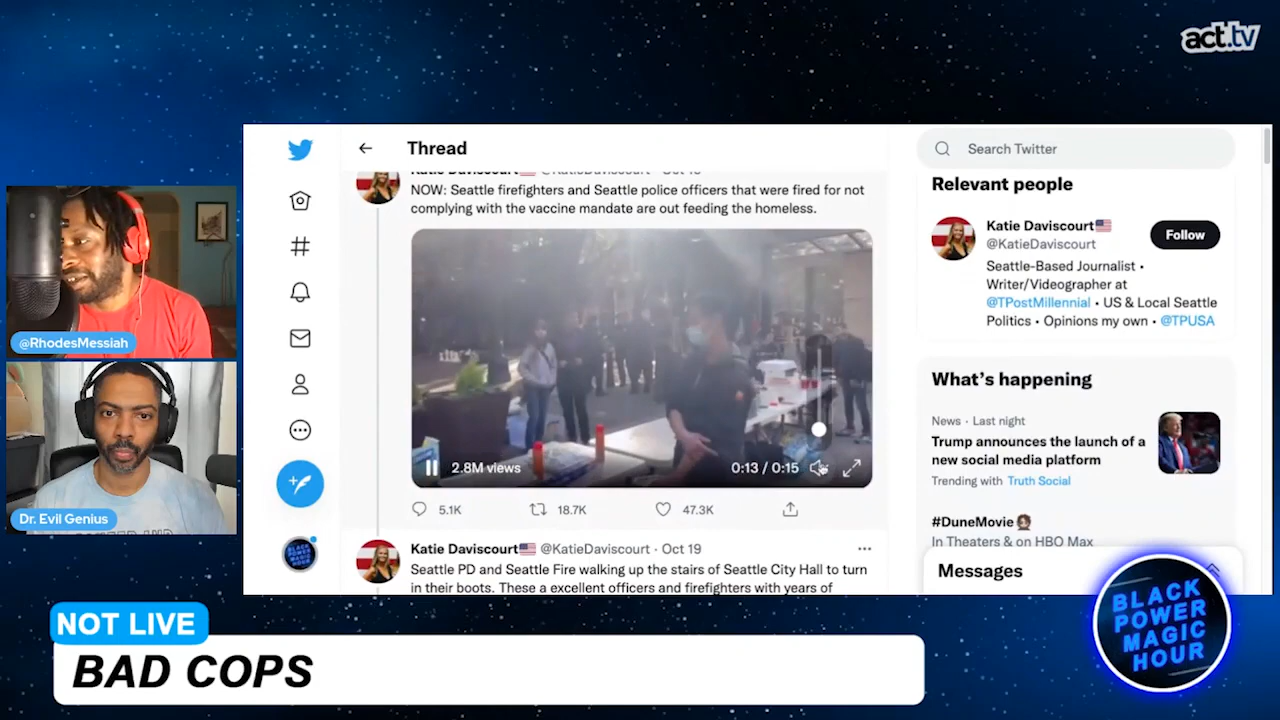 act.tv
Thread
Search Twitter
Katie Daviscourt @KatieDaviscourt · Oct 19
NOW: Seattle firefighters and Seattle police officers that were fired for not
complying with the vaccine mandate are out feeding the homeless.
2.8M views
0:13 / 0:15
5.1K
18.7K
47.3K
Katie Daviscourt @KatieDaviscourt · Oct 19
Seattle PD and Seattle Fire walking up the stairs of Seattle City Hall to turn
in their boots. These a excellent officers and firefighters with years of
Relevant people
Katie Daviscourt
@KatieDaviscourt
Follow
Seattle-Based Journalist •
Writer/Videographer at
@TPostMillennial • US & Local Seattle
Politics • Opinions my own • @TPUSA
What's happening
News · Last night
Trump announces the launch of a
new social media platform
Trending with Truth Social
#DuneMovie
In Theaters & on HBO Max
Messages
@RhodesMessiah
Dr. Evil Genius
NOT LIVE
BAD COPS
BLACK
POWER
MAGIC
HOUR